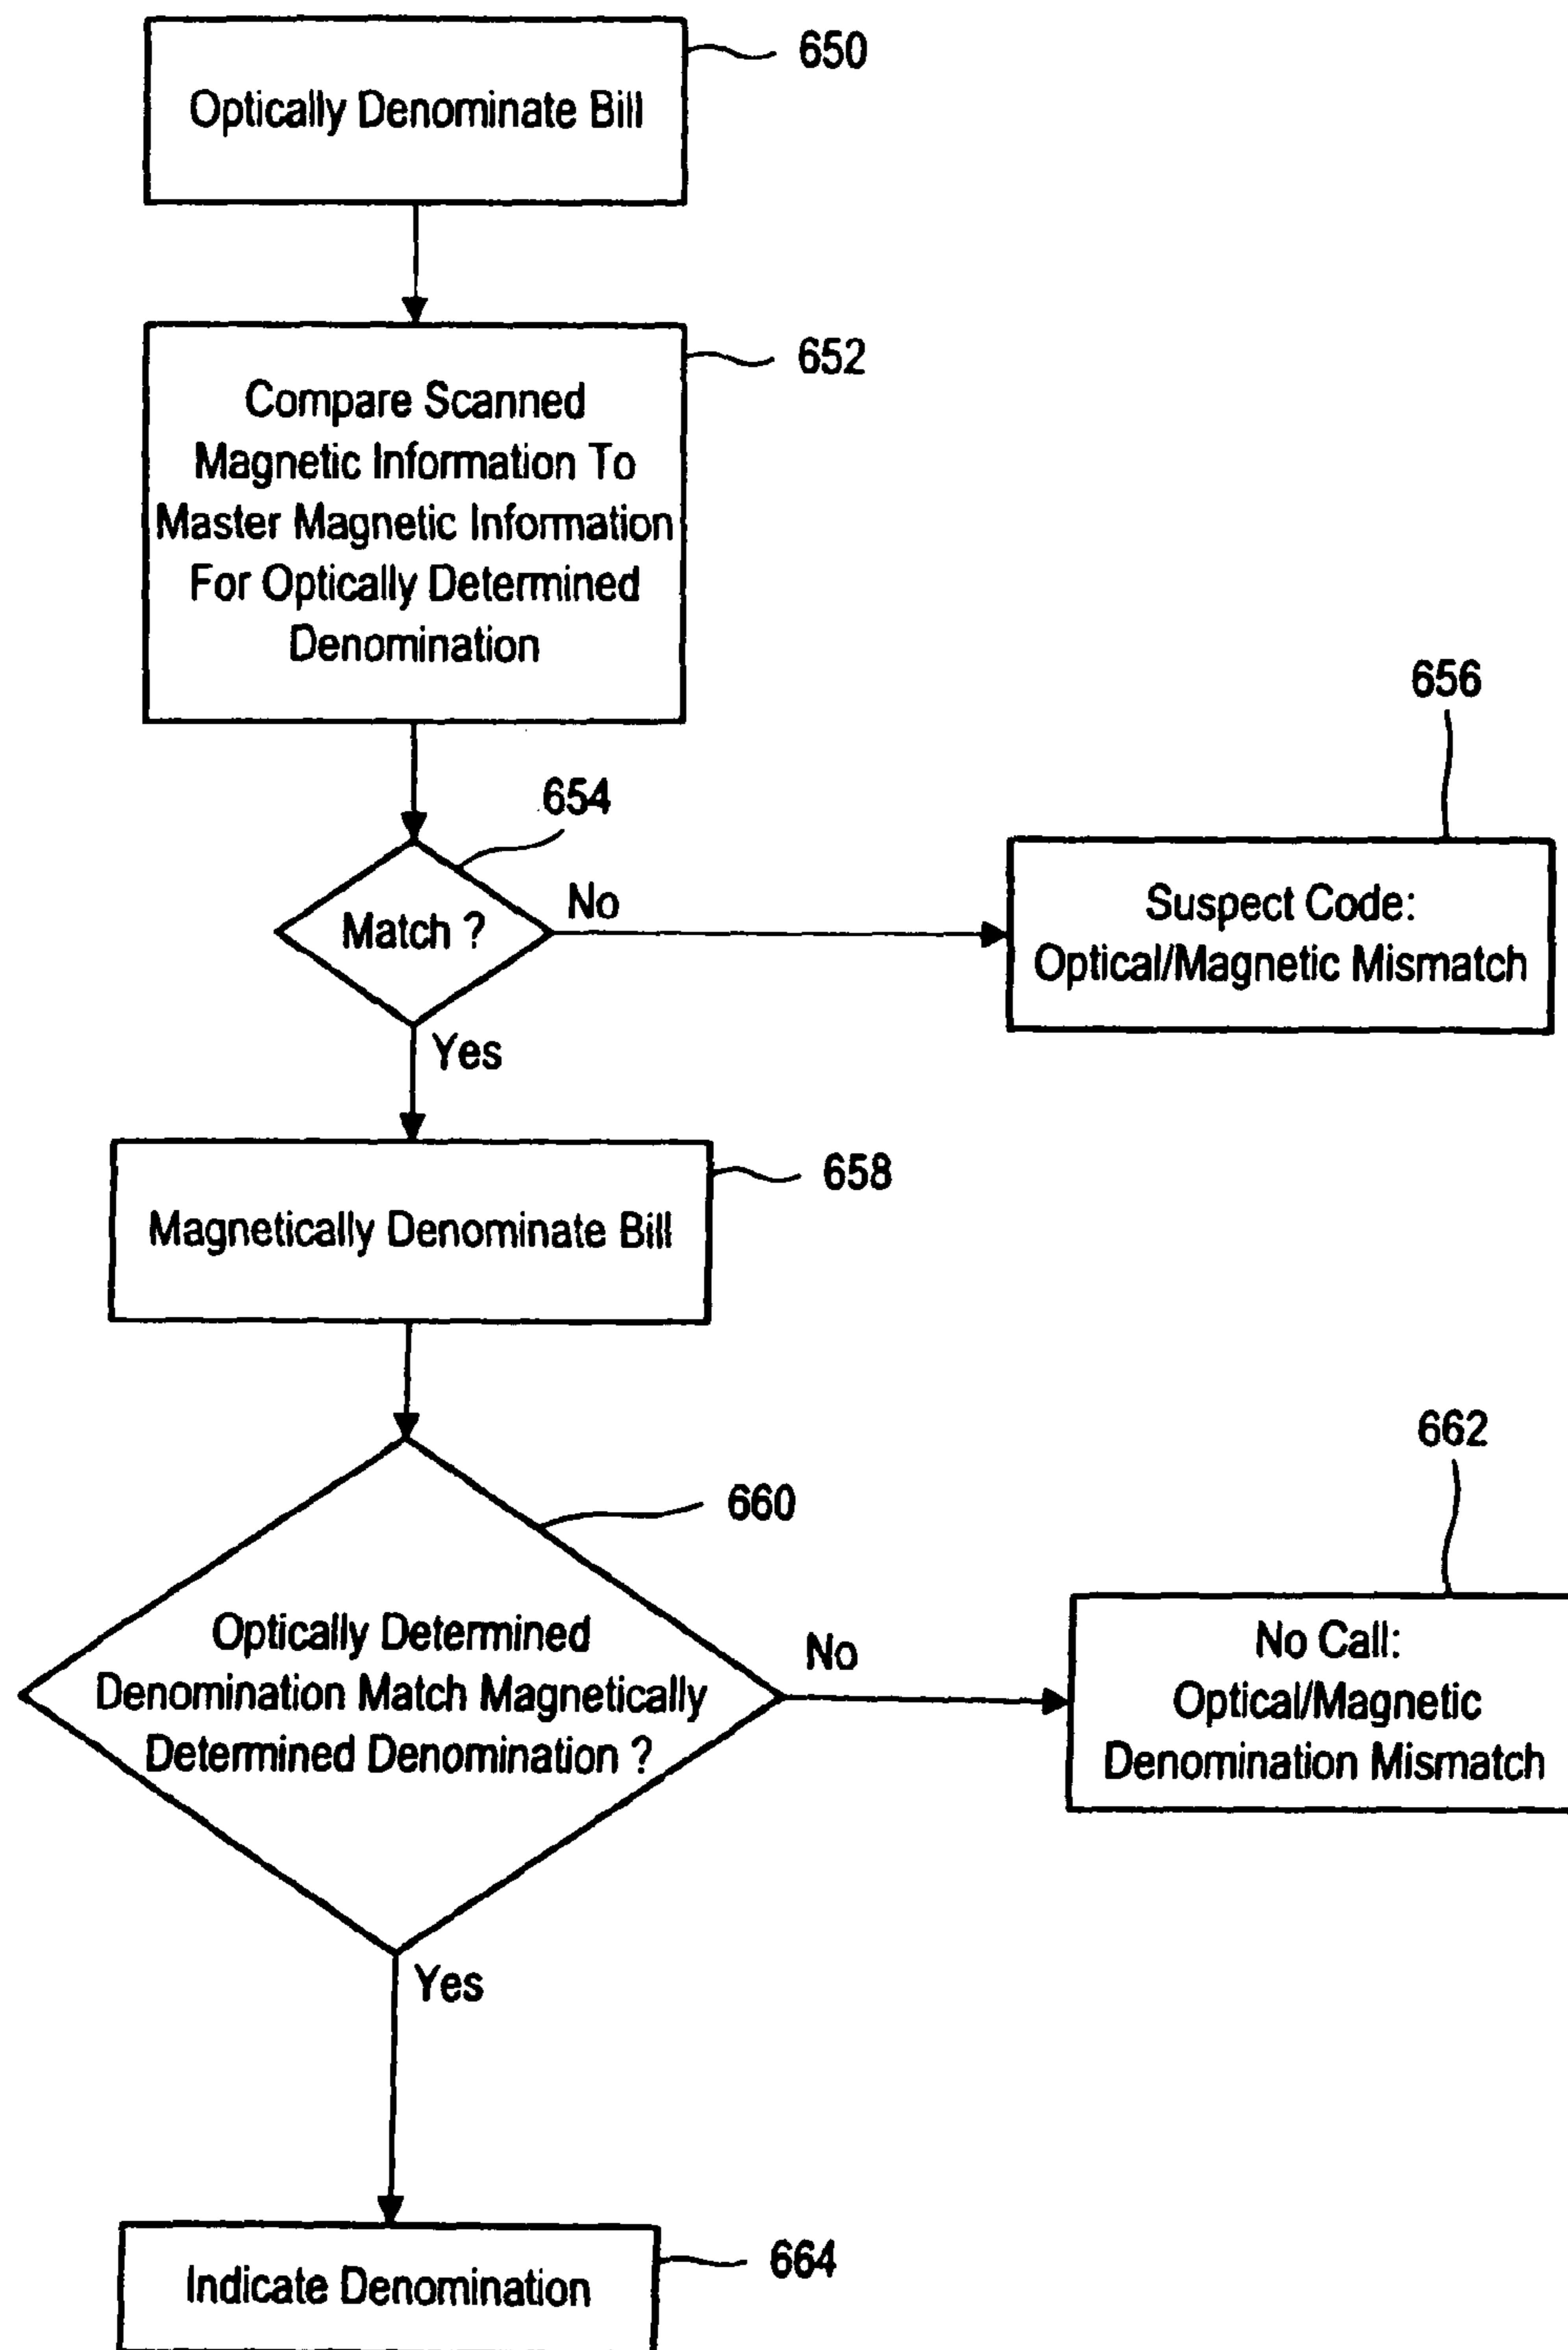 650
Optically Denominate Bill
652
Compare Scanned
Magnetic Information To
Master Magnetic Information
For Optically Determined
Denomination
656
654
Match ?
No
Suspect Code:
Optical/Magnetic Mismatch
Yes
658
Magnetically Denominate Bill
662
660
Optically Determined
Denomination Match Magnetically
Determined Denomination ?
No
No Call:
Optical/Magnetic
Denomination Mismatch
Yes
664
Indicate Denomination